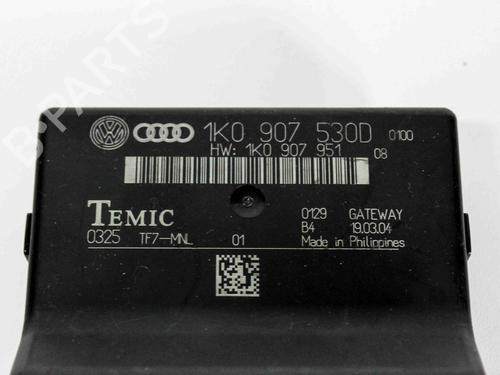 1K0 907 530D 0100
HW: 1K0 907 951 08
TEMIC 0129 GATEWAY
B4 19.03.04
0325 TF7-MNL 01 Made in Philippines
B-PARTS